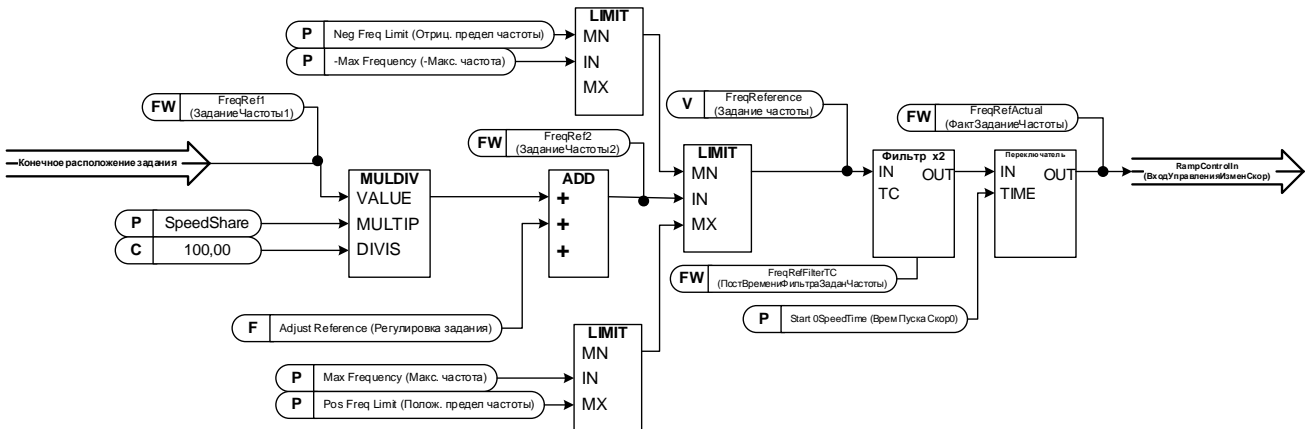 LIMIT
P Neg Freq Limit (Отриц. предел частоты)
MN
P -Max Frequency (-Макс. частота)
IN
MX
FW FreqRef1
(ЗаданиеЧастоты1)
V FreqReference
(Задание частоты)
FW FreqRefActual
(ФактЗаданиеЧастоты)
FW FreqRef2
(ЗаданиеЧастоты2)
Конечное расположение задания
LIMIT
MN
IN
MX
Фильтр x2
IN
OUT
TC
Переключатель
IN
OUT
TIME
RampControlIn
(ВходУправленияИзменСкор)
MULDIV
VALUE
MULTIP
DIVIS
ADD
+
+
+
P SpeedShare
C 100,00
FW FreqRefFilterTC
(ПостВремениФильтраЗаданЧастоты)
P Start 0SpeedTime (ВремПускаСкор0)
F Adjust Reference (Регулировка задания)
LIMIT
MN
P Max Frequency (Макс. частота)
IN
P Pos Freq Limit (Полож. предел частоты)
MX